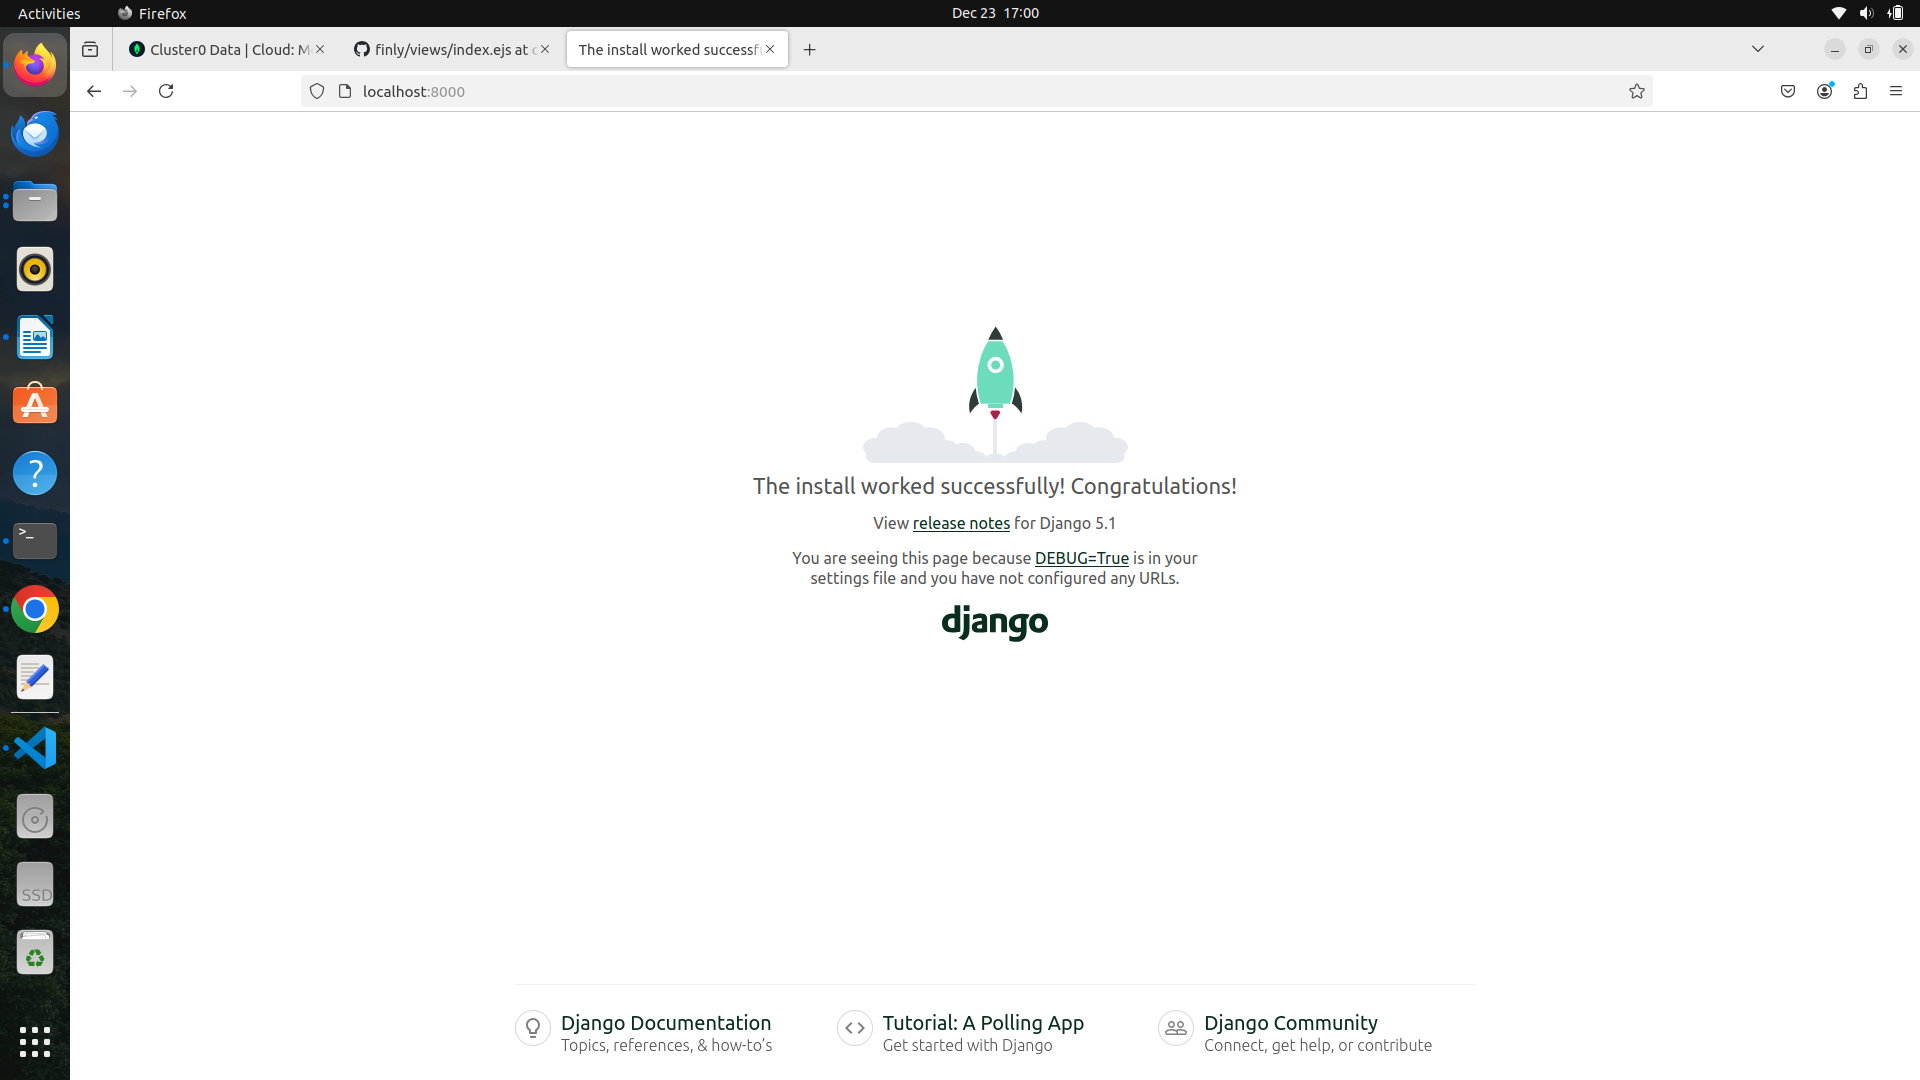 Activities
Firefox
Dec 23 17:00
Cluster0 Data | Cloud: M
finly/views/index.ejs at
The install worked successf
localhost:8000
The install worked successfully! Congratulations!
View release notes for Django 5.1
You are seeing this page because DEBUG=True is in your
settings file and you have not configured any URLs.
django
SSD
Django Documentation
Topics, references, & how-to’s
Tutorial: A Polling App
Get started with Django
Django Community
Connect, get help, or contribute